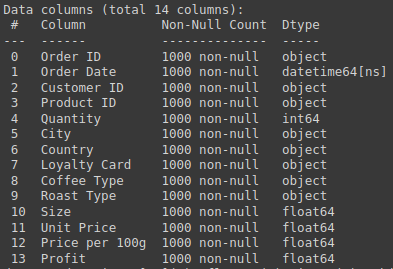 Data columns (total 14 columns):
 #   Column          Non-Null Count  Dtype
---  ------          --------------  -----
 0   Order ID        1000 non-null   object
 1   Order Date      1000 non-null   datetime64[ns]
 2   Customer ID     1000 non-null   object
 3   Product ID      1000 non-null   object
 4   Quantity        1000 non-null   int64
 5   City            1000 non-null   object
 6   Country         1000 non-null   object
 7   Loyalty Card    1000 non-null   object
 8   Coffee Type     1000 non-null   object
 9   Roast Type      1000 non-null   object
 10  Size            1000 non-null   float64
 11  Unit Price      1000 non-null   float64
 12  Price per 100g  1000 non-null   float64
 13  Profit          1000 non-null   float64